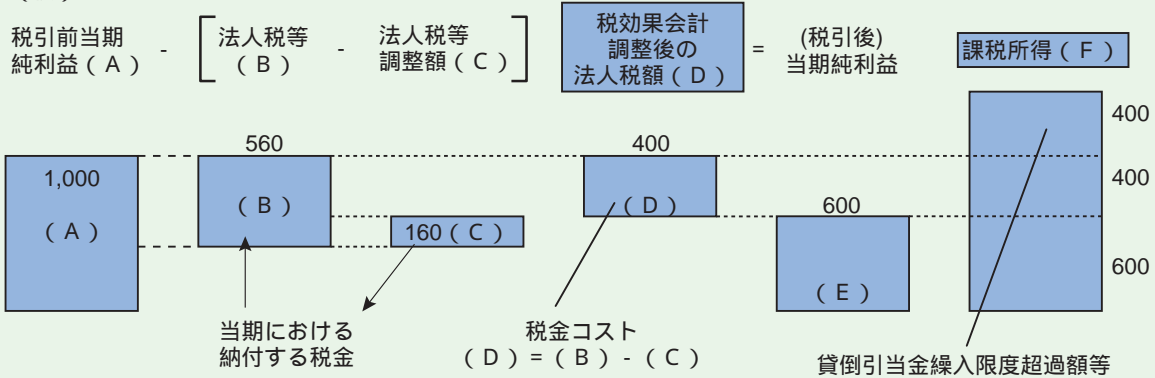 税引前当期
純利益（A）
-
法人税等
（B）
-
法人税等
調整額（C）
税効果会計
調整後の
法人税額（D）
=
(税引後)
当期純利益
課税所得（F）
1,000
（A）
560
（B）
160（C）
400
（D）
600
（E）
400
400
600
当期における
納付する税金
税金コスト
（D）=（B）-（C）
貸倒引当金繰入限度超過額等